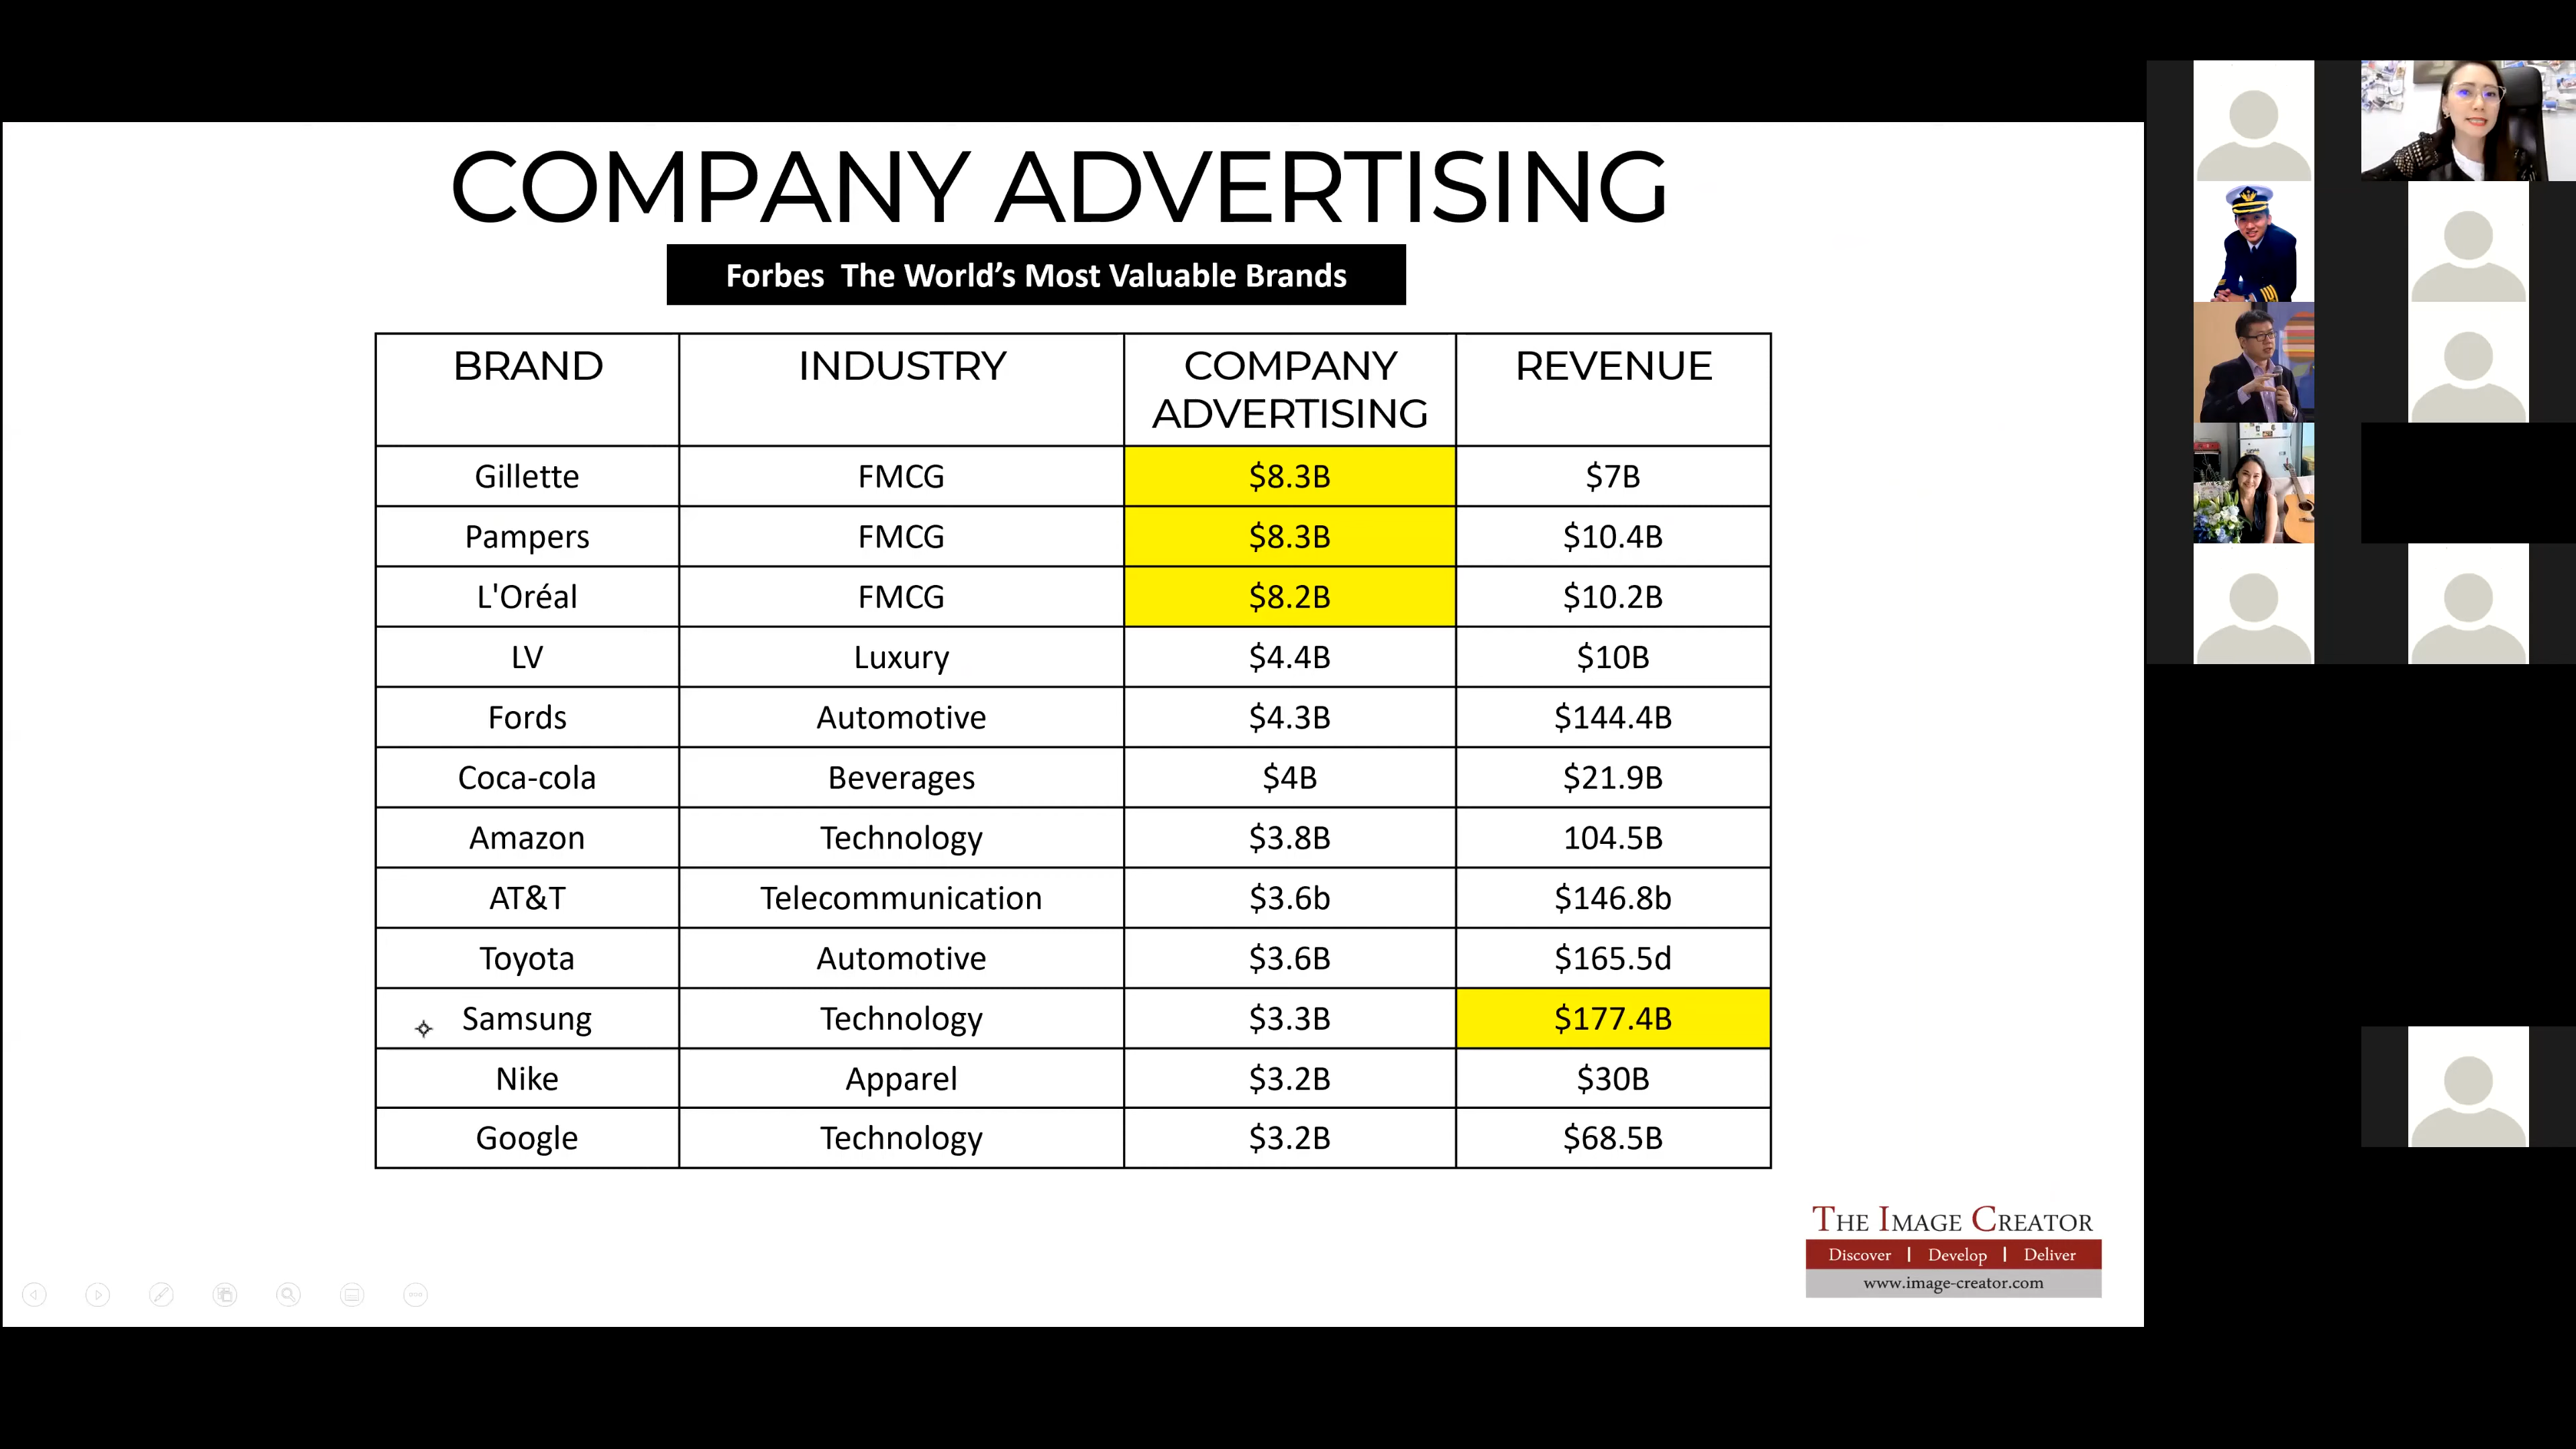 COMPANY ADVERTISING
Forbes  The World’s Most Valuable Brands
BRAND INDUSTRY COMPANY ADVERTISING REVENUE
Gillette FMCG $8.3B $7B
Pampers FMCG $8.3B $10.4B
L'Oréal FMCG $8.2B $10.2B
LV Luxury $4.4B $10B
Fords Automotive $4.3B $144.4B
Coca-cola Beverages $4B $21.9B
Amazon Technology $3.8B 104.5B
AT&T Telecommunication $3.6b $146.8b
Toyota Automotive $3.6B $165.5d
Samsung Technology $3.3B $177.4B
Nike Apparel $3.2B $30B
Google Technology $3.2B $68.5B
THE IMAGE CREATOR
Discover | Develop | Deliver
www.image-creator.com